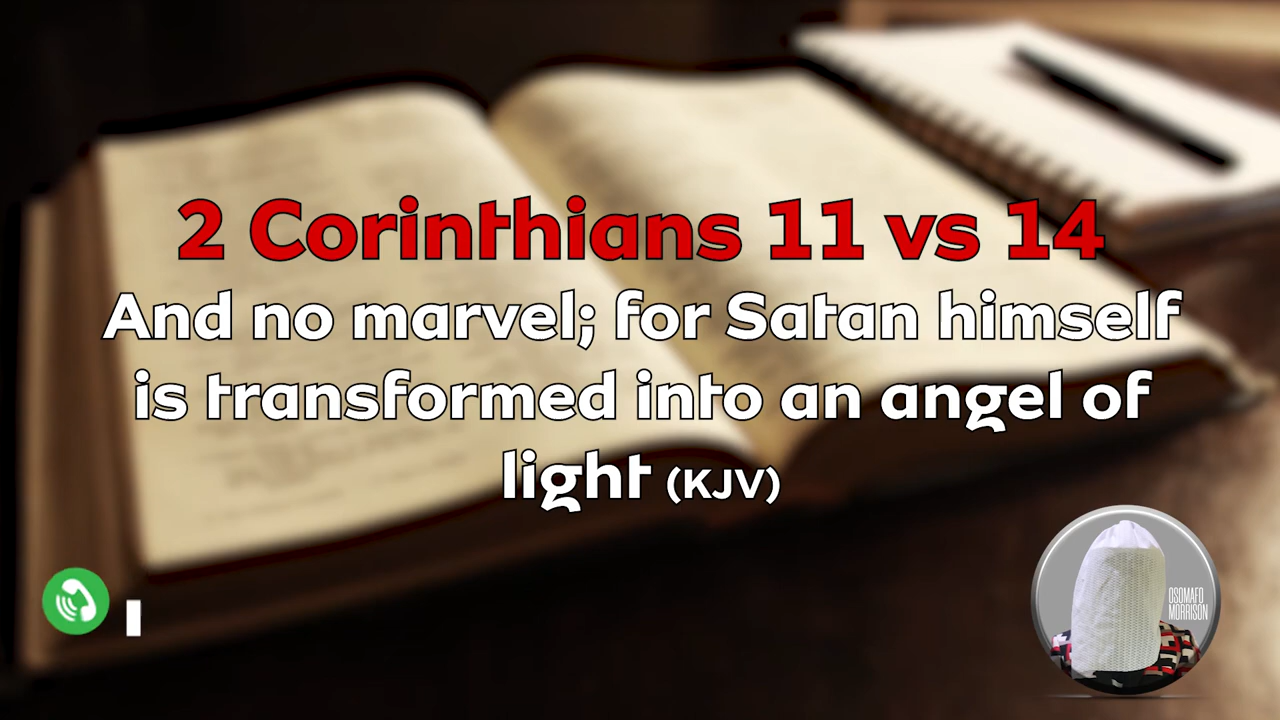 2 Corinthians 11 vs 14
And no marvel; for Satan himself
is transformed into an angel of
light (KJV)
OSOMAFO
MORRISON